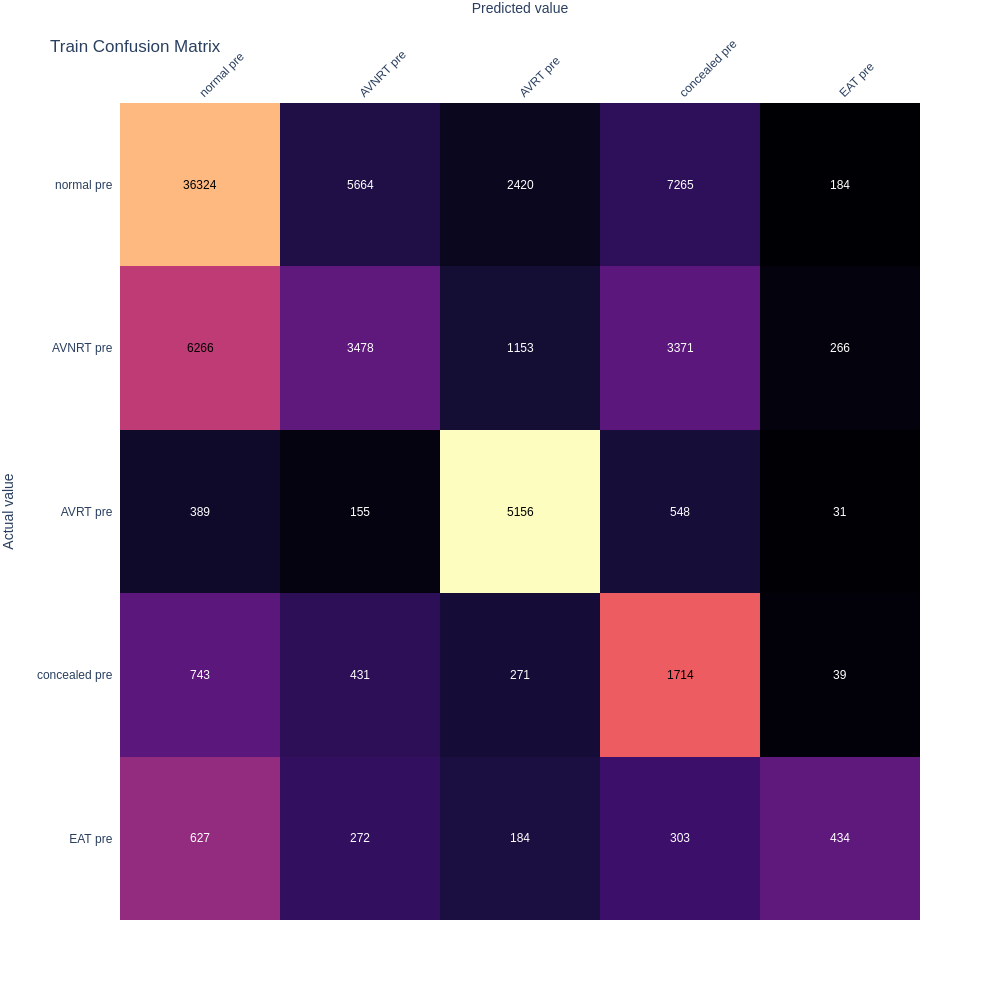 Predicted value
Train Confusion Matrix
normal pre AVNRT pre AVRT pre concealed pre EAT pre
normal pre 36324 5664 2420 7265 184
AVNRT pre 6266 3478 1153 3371 266
Actual value
AVRT pre 389 155 5156 548 31
concealed pre 743 431 271 1714 39
EAT pre 627 272 184 303 434